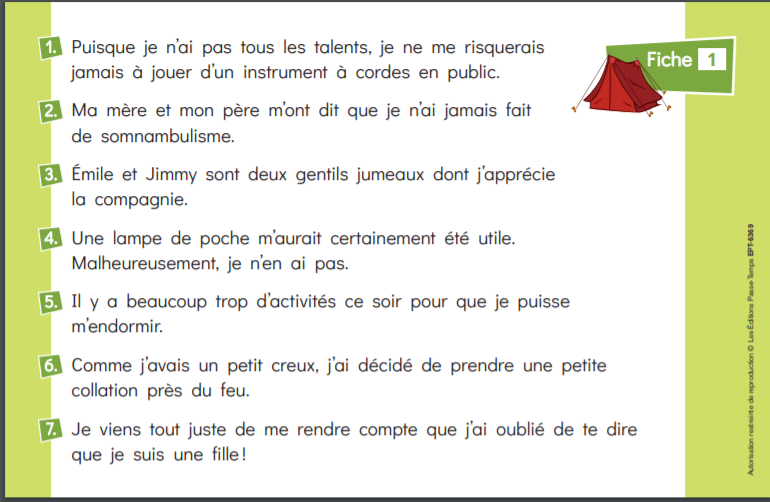 Fiche 1
1. Puisque je n'ai pas tous les talents, je ne me risquerais
jamais à jouer d'un instrument à cordes en public.
2. Ma mère et mon père m'ont dit que je n'ai jamais fait
de somnambulisme.
3. Émile et Jimmy sont deux gentils jumeaux dont j'apprécie
la compagnie.
4. Une lampe de poche m'aurait certainement été utile.
Malheureusement, je n'en ai pas.
5. Il y a beaucoup trop d'activités ce soir pour que je puisse
m'endormir.
6. Comme j'avais un petit creux, j'ai décidé de prendre une petite
collation près du feu.
7. Je viens tout juste de me rendre compte que j'ai oublié de te dire
que je suis une fille !
Autorisation restreinte de reproduction © Les Éditions Passe Temps EPT-6369